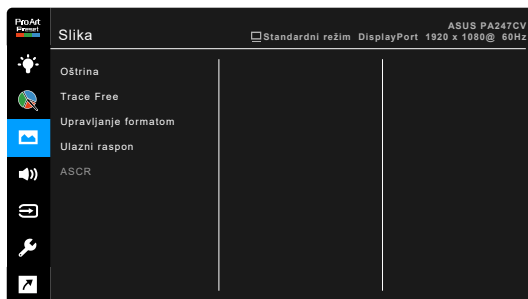 ProArt
Preset
Slika
ASUS PA247CV
Standardni režim DisplayPort 1920 x 1080@ 60Hz
Oštrina
Trace Free
Upravljanje formatom
Ulazni raspon
ASCR